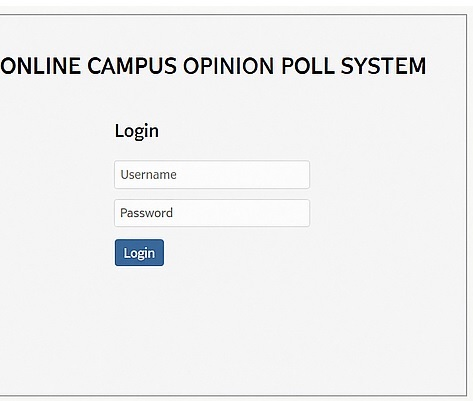 ONLINE CAMPUS OPINION POLL SYSTEM
Login
Username
Password
Login